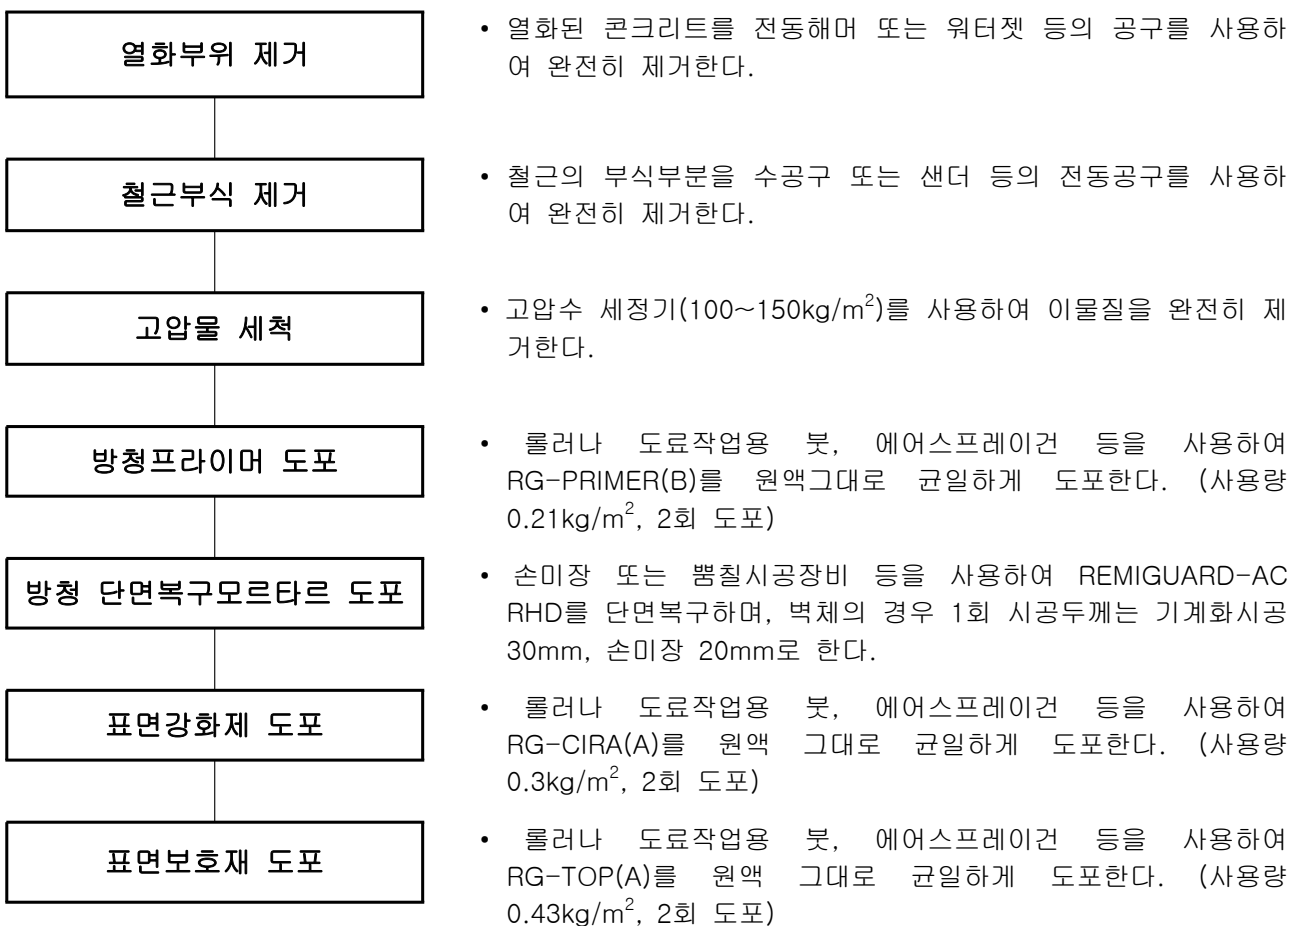 열화부위 제거
• 열화된 콘크리트를 전동해머 또는 워터젯 등의 공구를 사용하
여 완전히 제거한다.
철근부식 제거
• 철근의 부식부분을 수공구 또는 샌더 등의 전동공구를 사용하
여 완전히 제거한다.
고압물 세척
• 고압수 세정기(100~150kg/m²)를 사용하여 이물질을 완전히 제
거한다.
방청프라이머 도포
• 롤러나 도료작업용 붓, 에어스프레이건 등을 사용하여
RG-PRIMER(B)를 원액그대로 균일하게 도포한다. (사용량
0.21kg/m², 2회 도포)
방청 단면복구모르타르 도포
• 손미장 또는 뿜칠시공장비 등을 사용하여 REMIGUARD-AC
RHD를 단면복구하며, 벽체의 경우 1회 시공두께는 기계화시공
30mm, 손미장 20mm로 한다.
표면강화제 도포
• 롤러나 도료작업용 붓, 에어스프레이건 등을 사용하여
RG-CIRA(A)를 원액 그대로 균일하게 도포한다. (사용량
0.3kg/m², 2회 도포)
표면보호재 도포
• 롤러나 도료작업용 붓, 에어스프레이건 등을 사용하여
RG-TOP(A)를 원액 그대로 균일하게 도포한다. (사용량
0.43kg/m², 2회 도포)